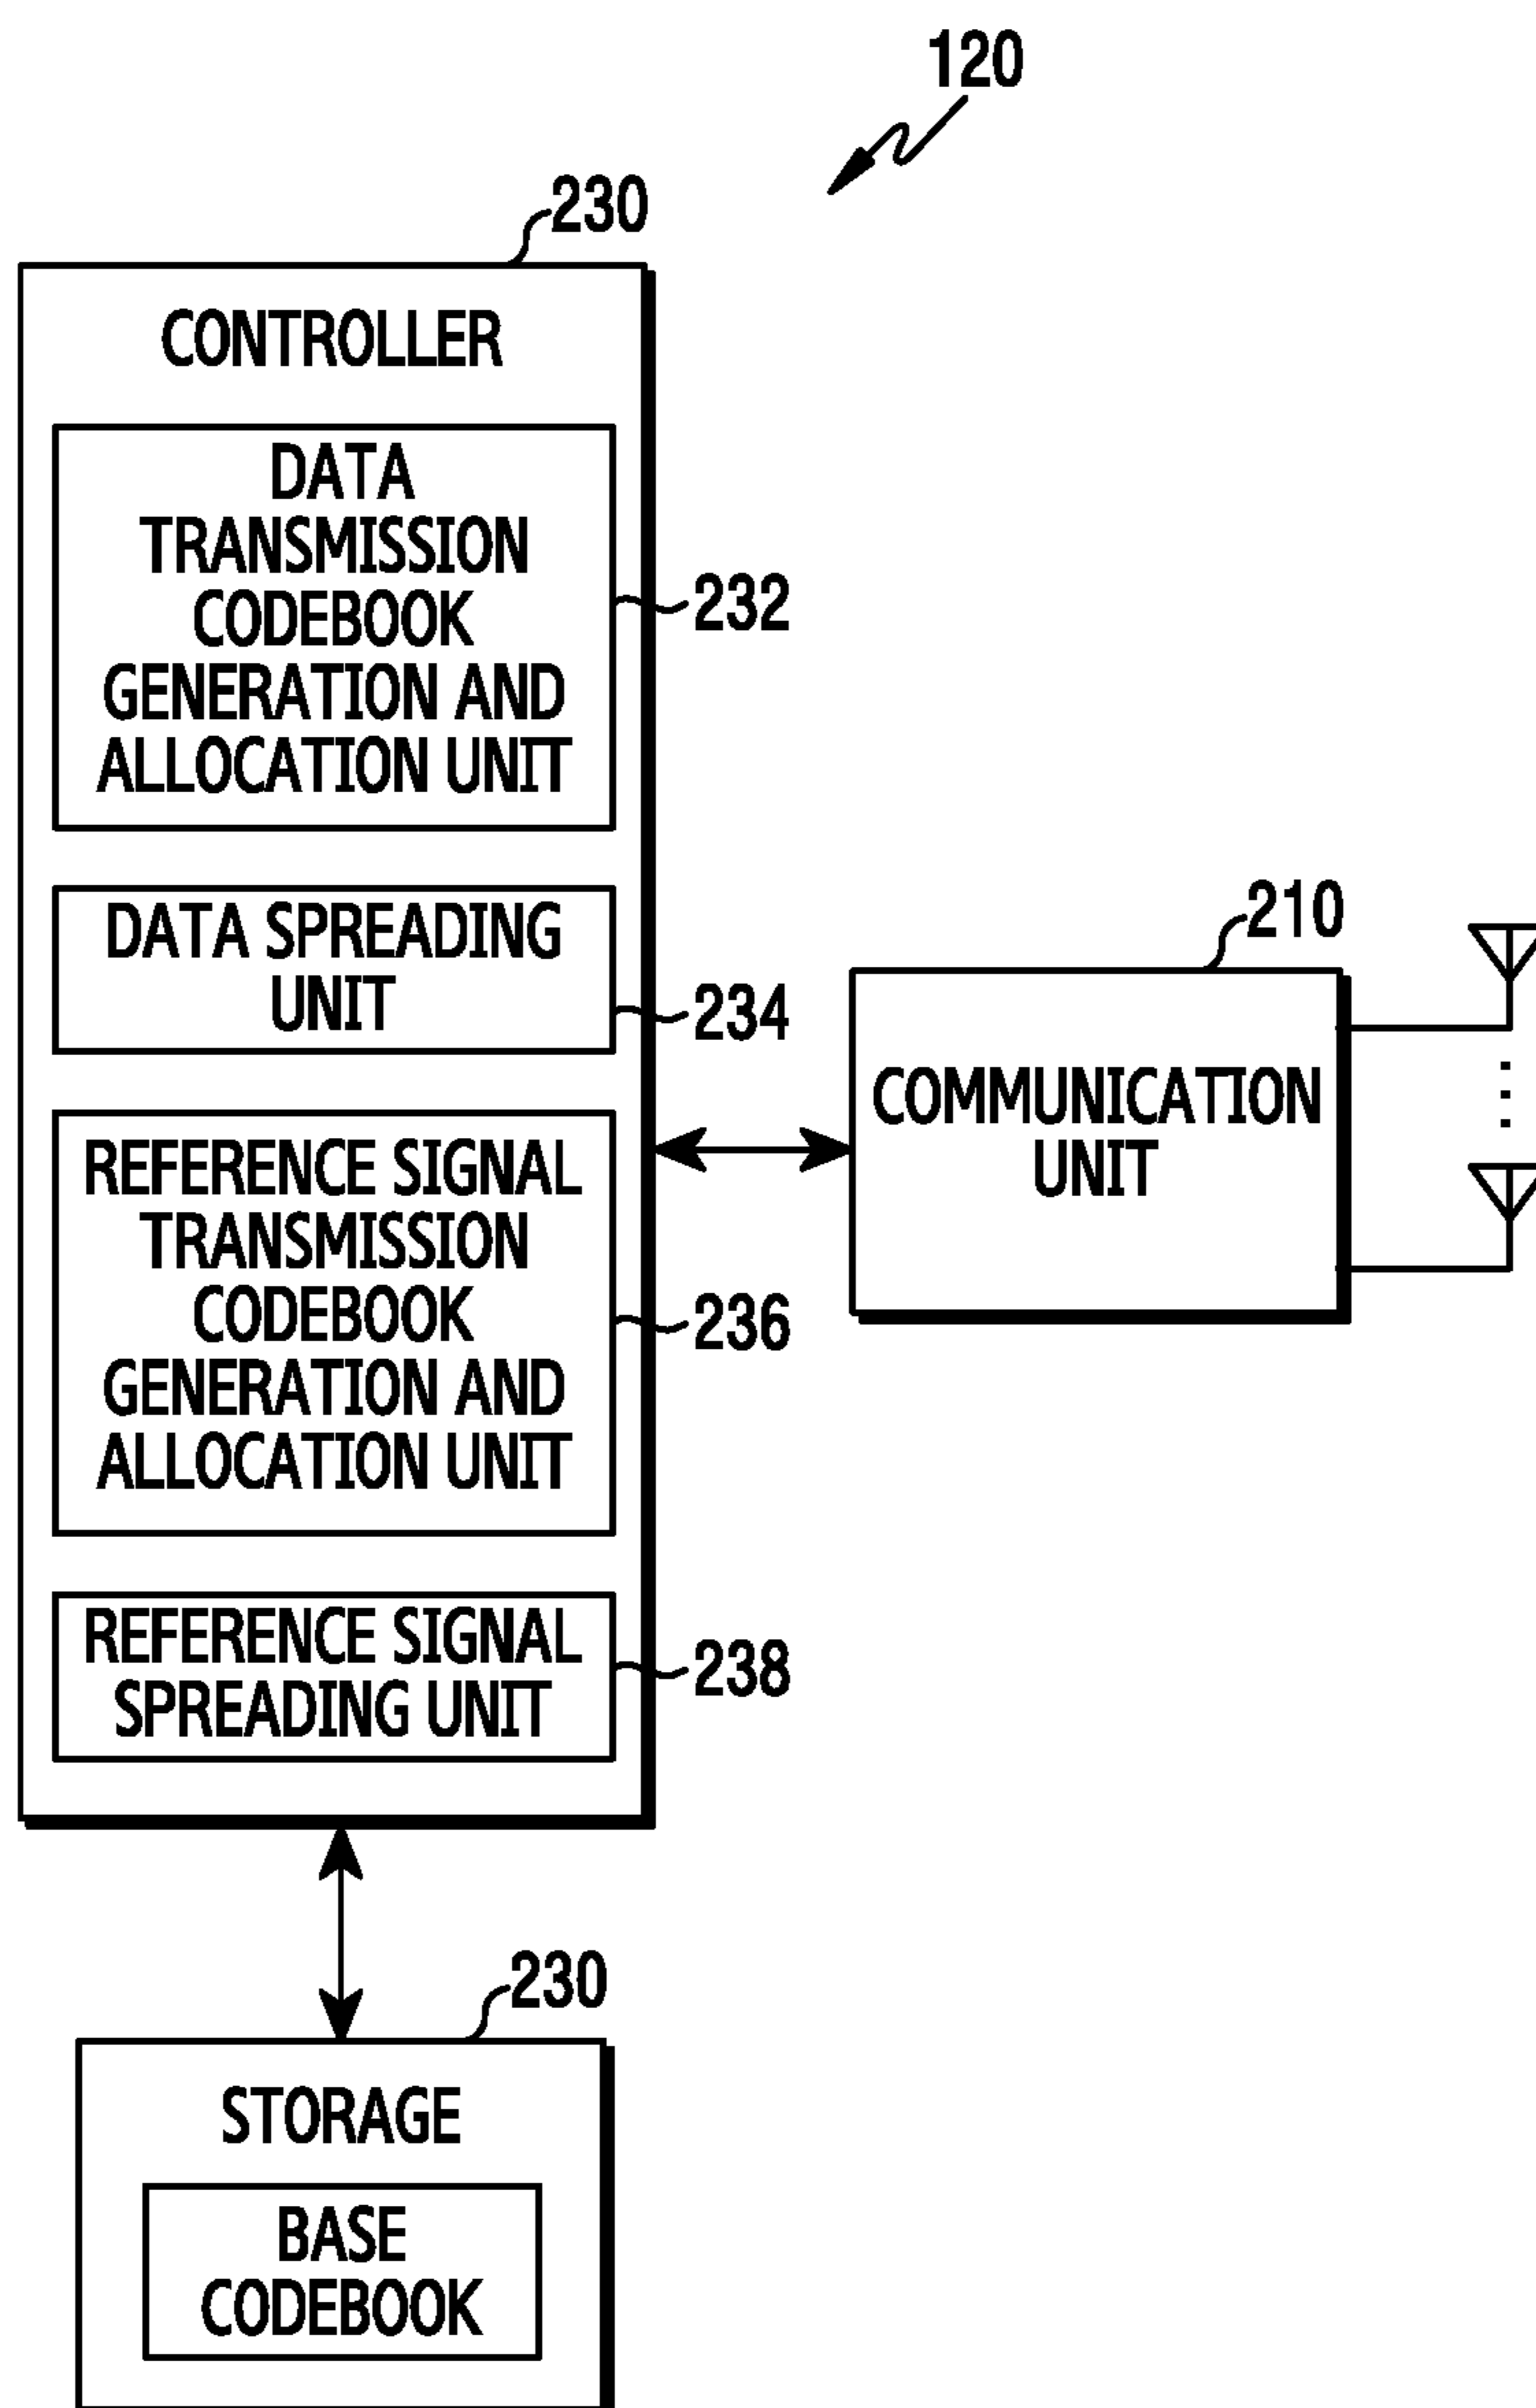 120
230
CONTROLLER
DATA
TRANSMISSION
CODEBOOK
GENERATION AND
ALLOCATION UNIT
232
DATA SPREADING
UNIT
234
REFERENCE SIGNAL
TRANSMISSION
CODEBOOK
GENERATION AND
ALLOCATION UNIT
236
REFERENCE SIGNAL
SPREADING UNIT
238
210
COMMUNICATION
UNIT
230
STORAGE
BASE
CODEBOOK